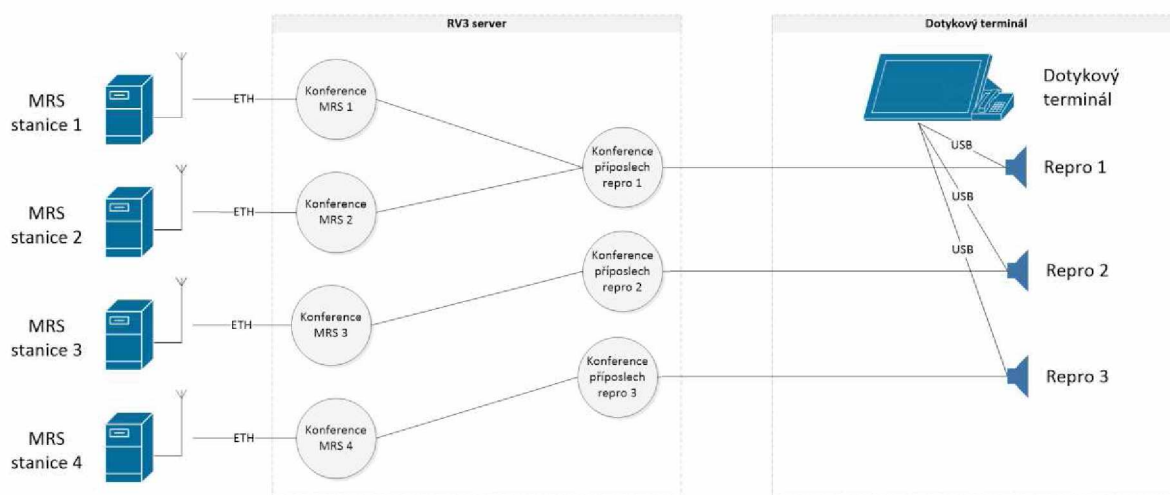 RV3 server
Dotykový terminál
MRS
stanice 1
ETH
Konference
MRS 1
MRS
stanice 2
ETH
Konference
MRS 2
MRS
stanice 3
ETH
Konference
MRS 3
MRS
stanice 4
ETH
Konference
MRS 4
Konference
příposlech
repro 1
Konference
příposlech
repro 2
Konference
příposlech
repro 3
Dotykový
terminál
USB
USB
USB
Repro 1
Repro 2
Repro 3